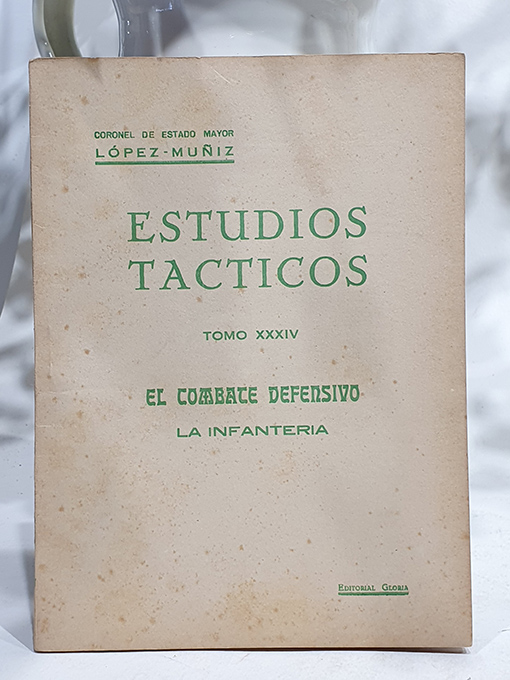 CORONEL DE ESTADO MAYOR
LÓPEZ-MUÑIZ
ESTUDIOS
TACTICOS
TOMO XXXIV
EL COMBATE DEFENSIVO
LA INFANTERIA
EDITORIAL GLORIA